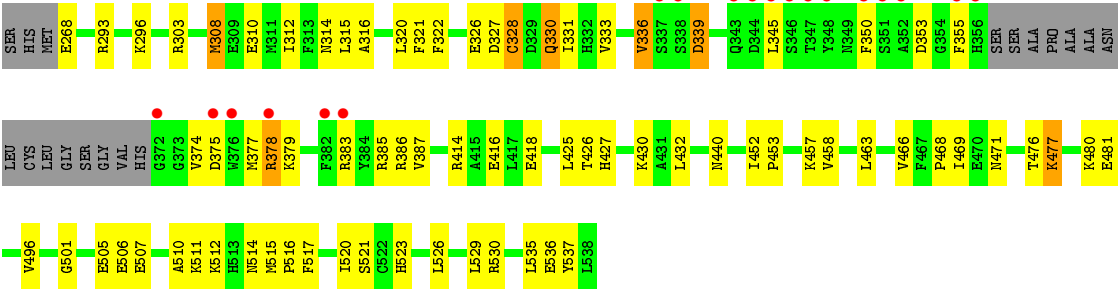 SER HIS MET E268 R293 K296 R303 M308 E309 E310 M311 I312 F313 N314 L315 A316 L320 F321 F322 E326 D327 C328 D329 Q330 I331 H332 V333 V336 S337 S338 D339 Q343 D344 L345 S346 T347 Y348 N349 F350 S351 A352 D353 G354 F355 H356 SER SER ALA PRO ALA ALA ASN
LEU CYS LEU GLY SER GLY VAL HIS G372 G373 V374 D375 W376 M377 R378 K379 F382 R383 Y384 R385 R386 V387 R414 A415 E416 L417 E418 L425 T426 H427 K430 A431 L432 N440 I452 P453 K457 V458 L463 V466 F467 P468 I469 E470 N471 T476 K477 K480 E481
V496 G501 E505 E506 E507 A510 K511 K512 H513 N514 M515 P516 F517 I520 S521 C522 H523 L526 L529 R530 L535 E536 Y537 L538